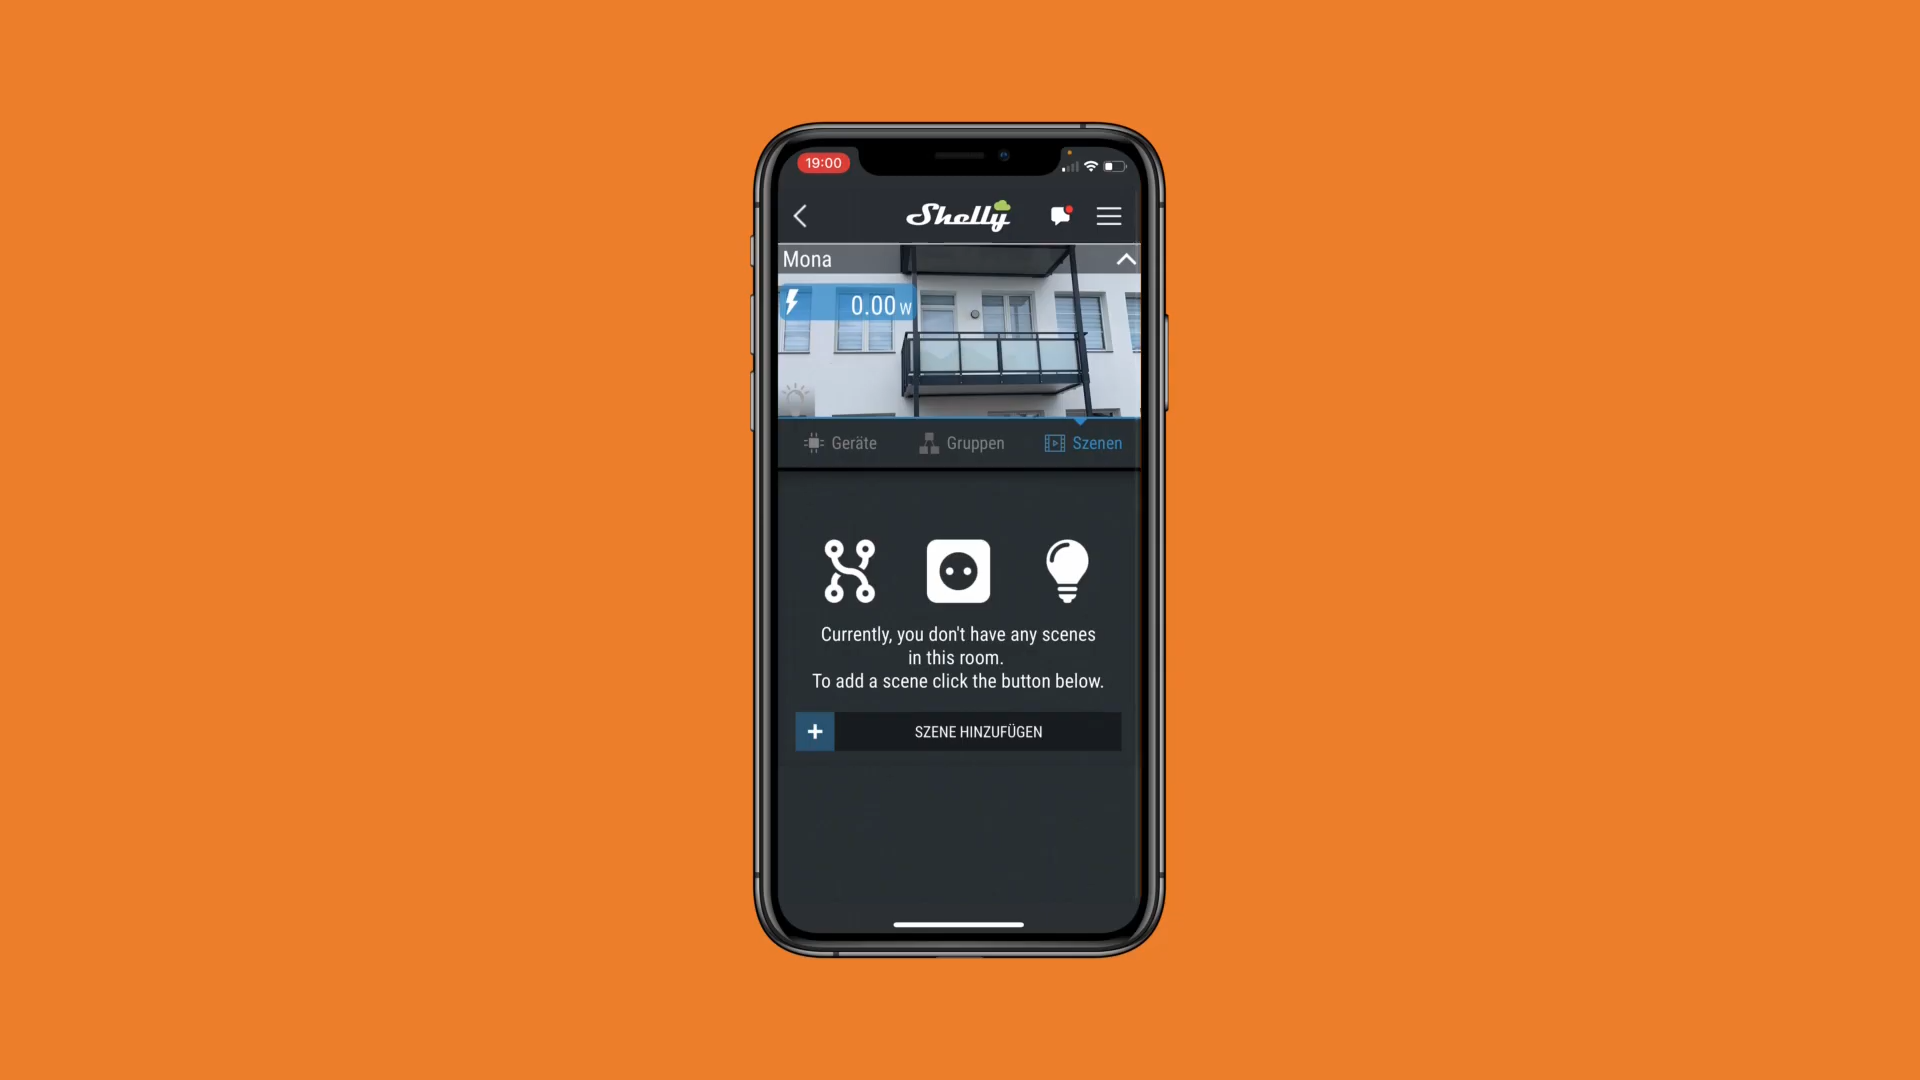 19:00
Shelly
Mona
0.00 W
Geräte
Gruppen
Szenen
Currently, you don't have any scenes
in this room.
To add a scene click the button below.
+ SZENE HINZUFÜGEN